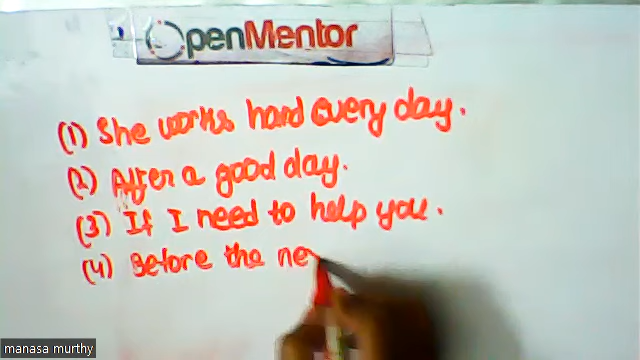 OpenMentor
(1) She works hard every day.
(2) After a good day.
(3) If I need to help you.
(4) Before the ne
manasa murthy